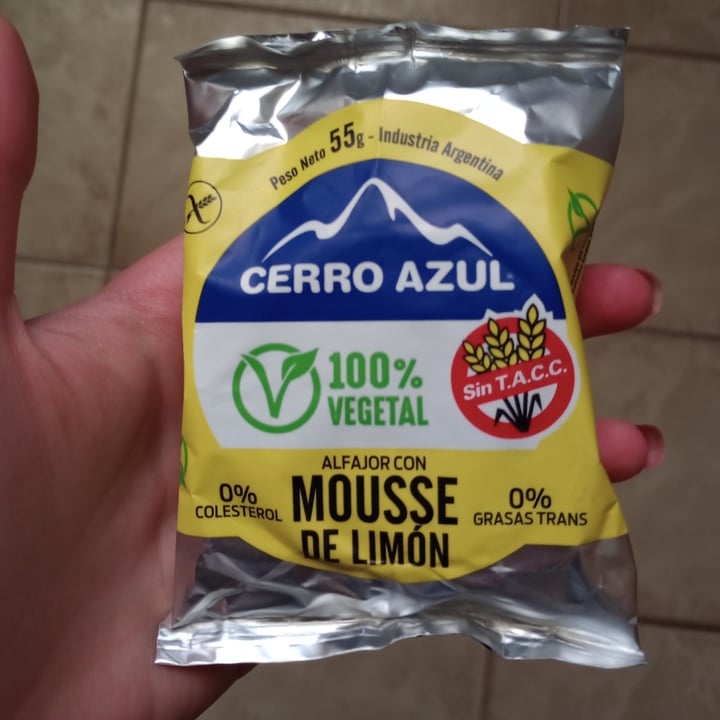 Peso Neto 55g - Industria Argentina
CERRO AZUL
100%
VEGETAL
Sin T.A.C.C.
ALFAJOR CON
MOUSSE
DE LIMÓN
0%
COLESTEROL
0%
GRASAS TRANS